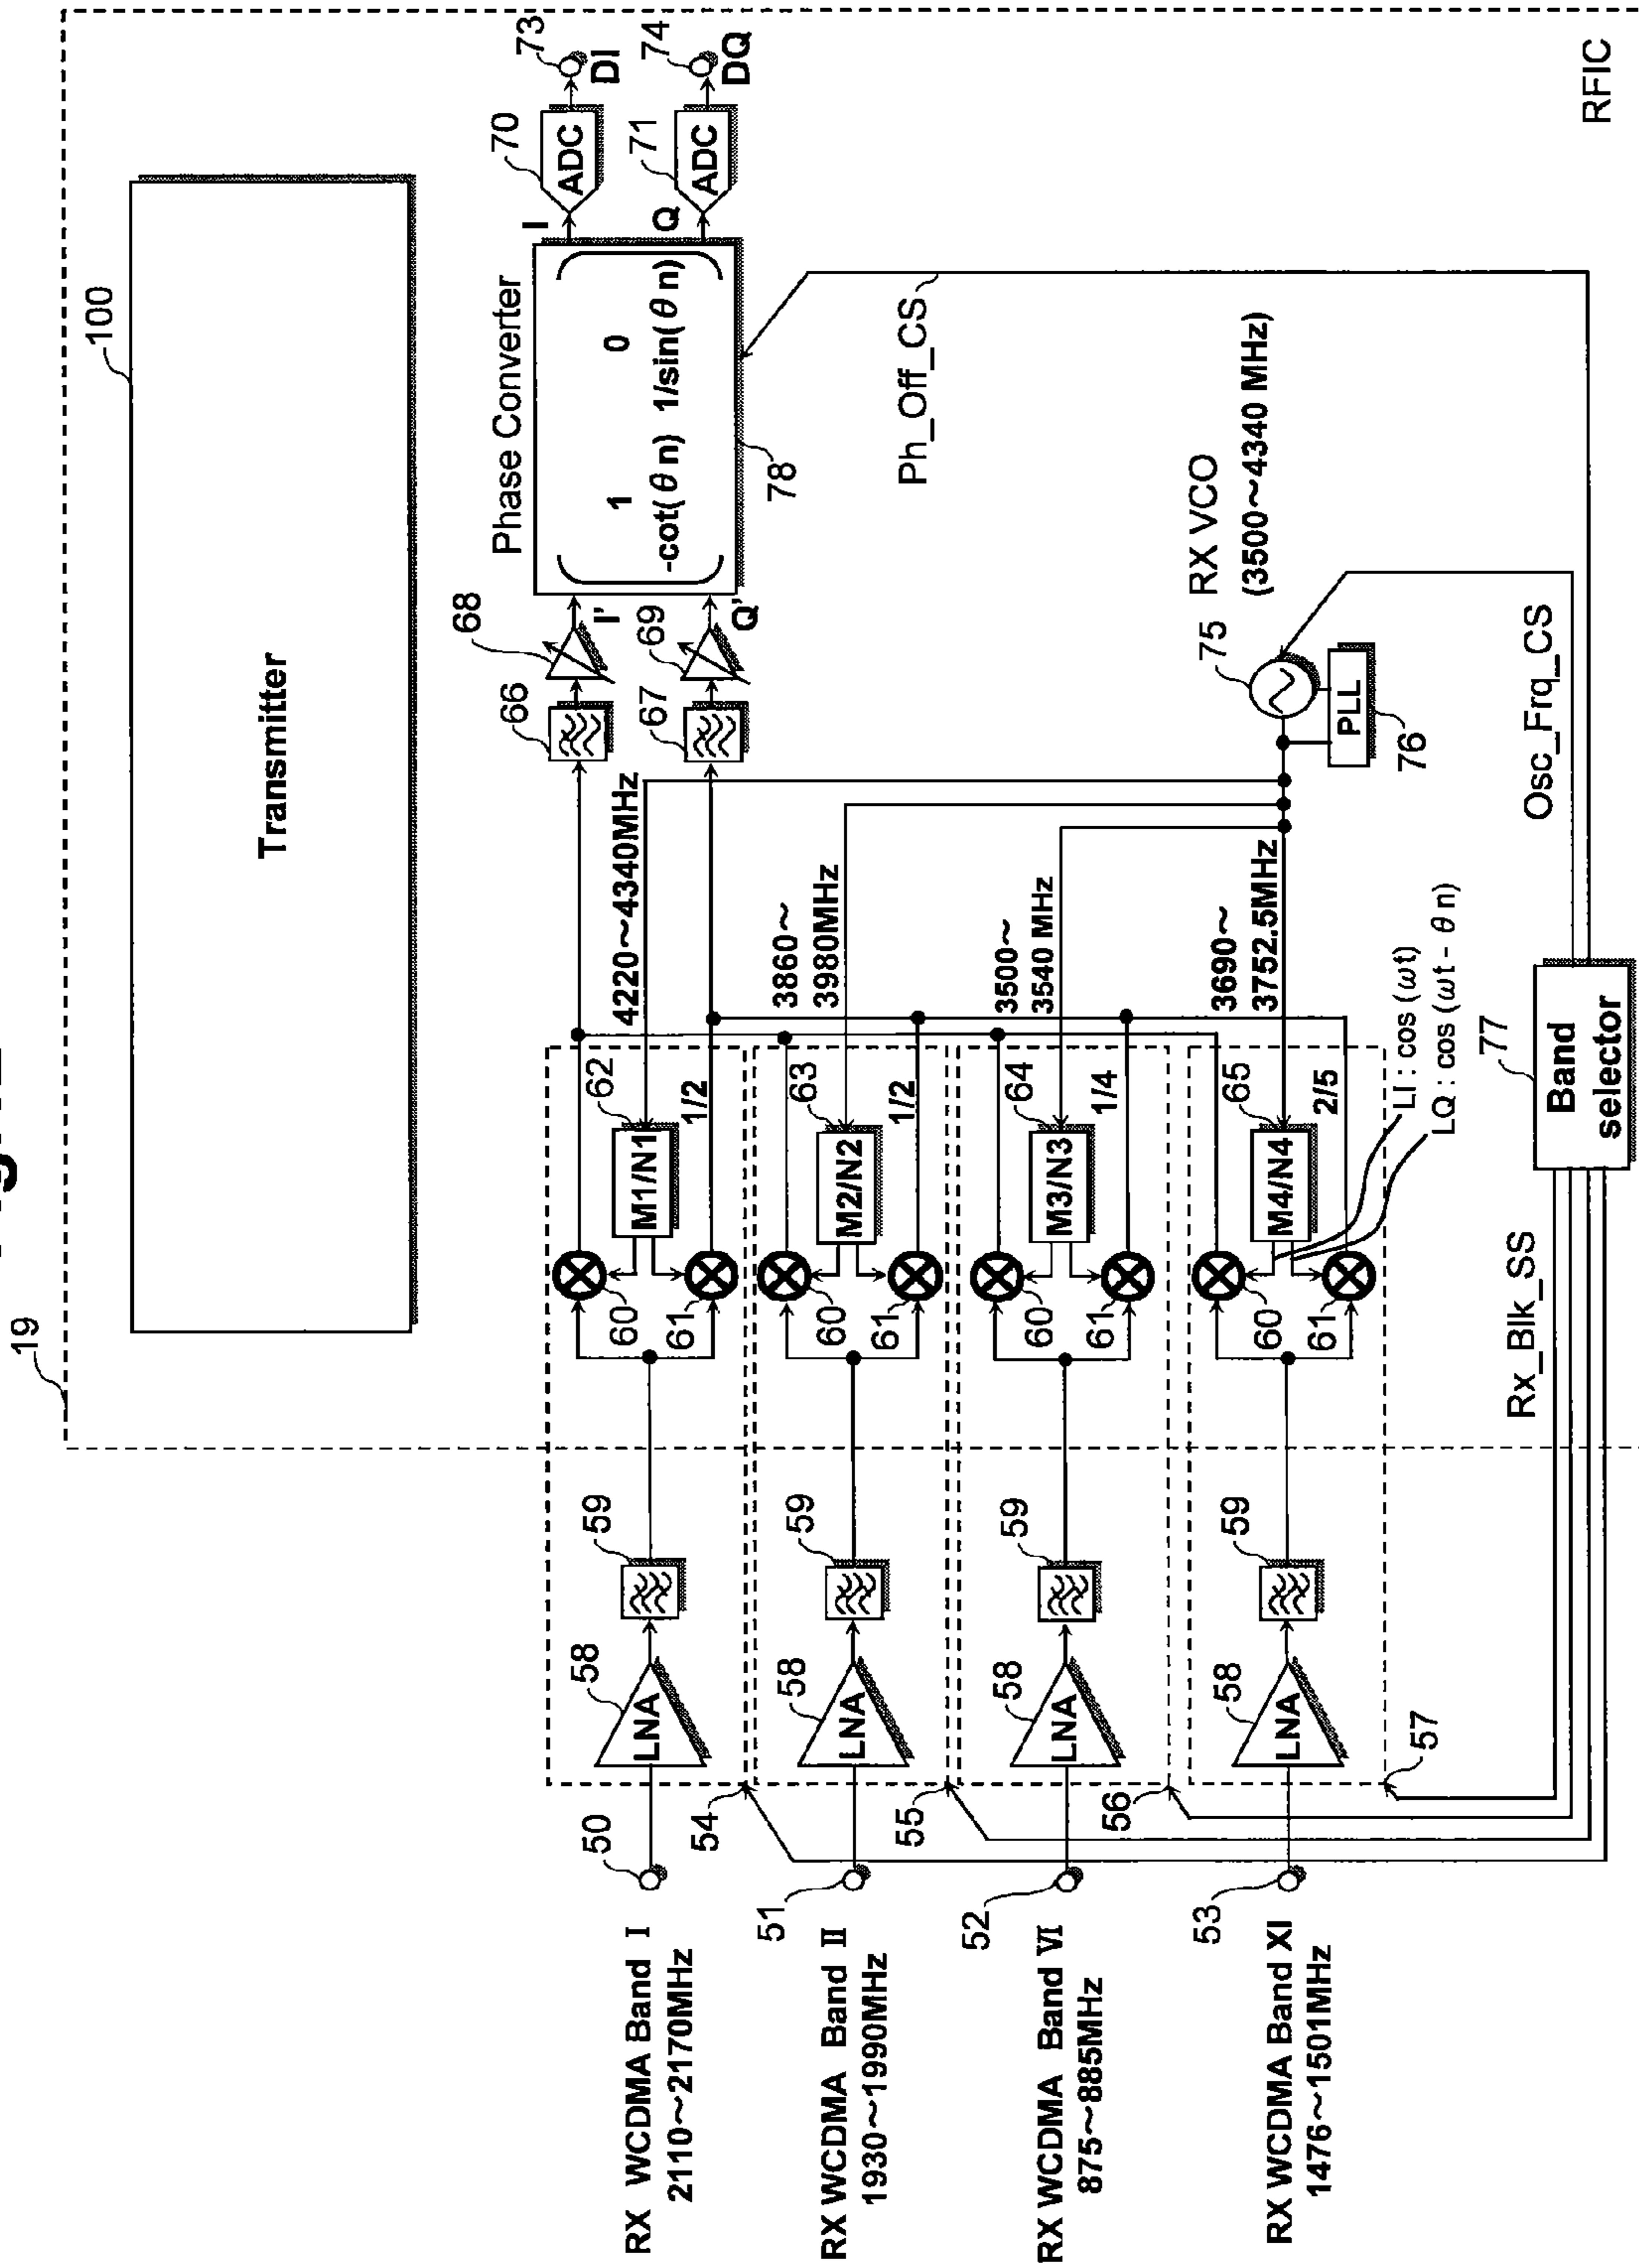 19
100
Transmitter
RFIC
RX WCDMA Band I
2110~2170MHz
50
54
LNA
58
59
60
61
M1/N1
62
1/2
4220~4340MHz
66
68
I'
Phase Converter
1 0
-cot(θn) 1/sin(θn)
78
I
ADC
70
73
DI
67
69
Q'
Q
ADC
71
74
DQ
RX WCDMA Band II
1930~1990MHz
51
55
LNA
58
59
60
61
M2/N2
63
1/2
3860~
3980MHz
Ph_Off_CS
RX WCDMA Band VI
875~885MHz
52
56
LNA
58
59
60
61
M3/N3
64
1/4
3500~
3540 MHz
75
RX VCO
(3500~4340 MHz)
PLL
76
RX WCDMA Band XI
1476~1501MHz
53
57
LNA
58
59
60
61
M4/N4
65
2/5
3690~
3752.5MHz
LI : cos (ωt)
LQ : cos (ωt - θn)
Rx_Blk_SS
77
Band
selector
Osc_Frq_CS